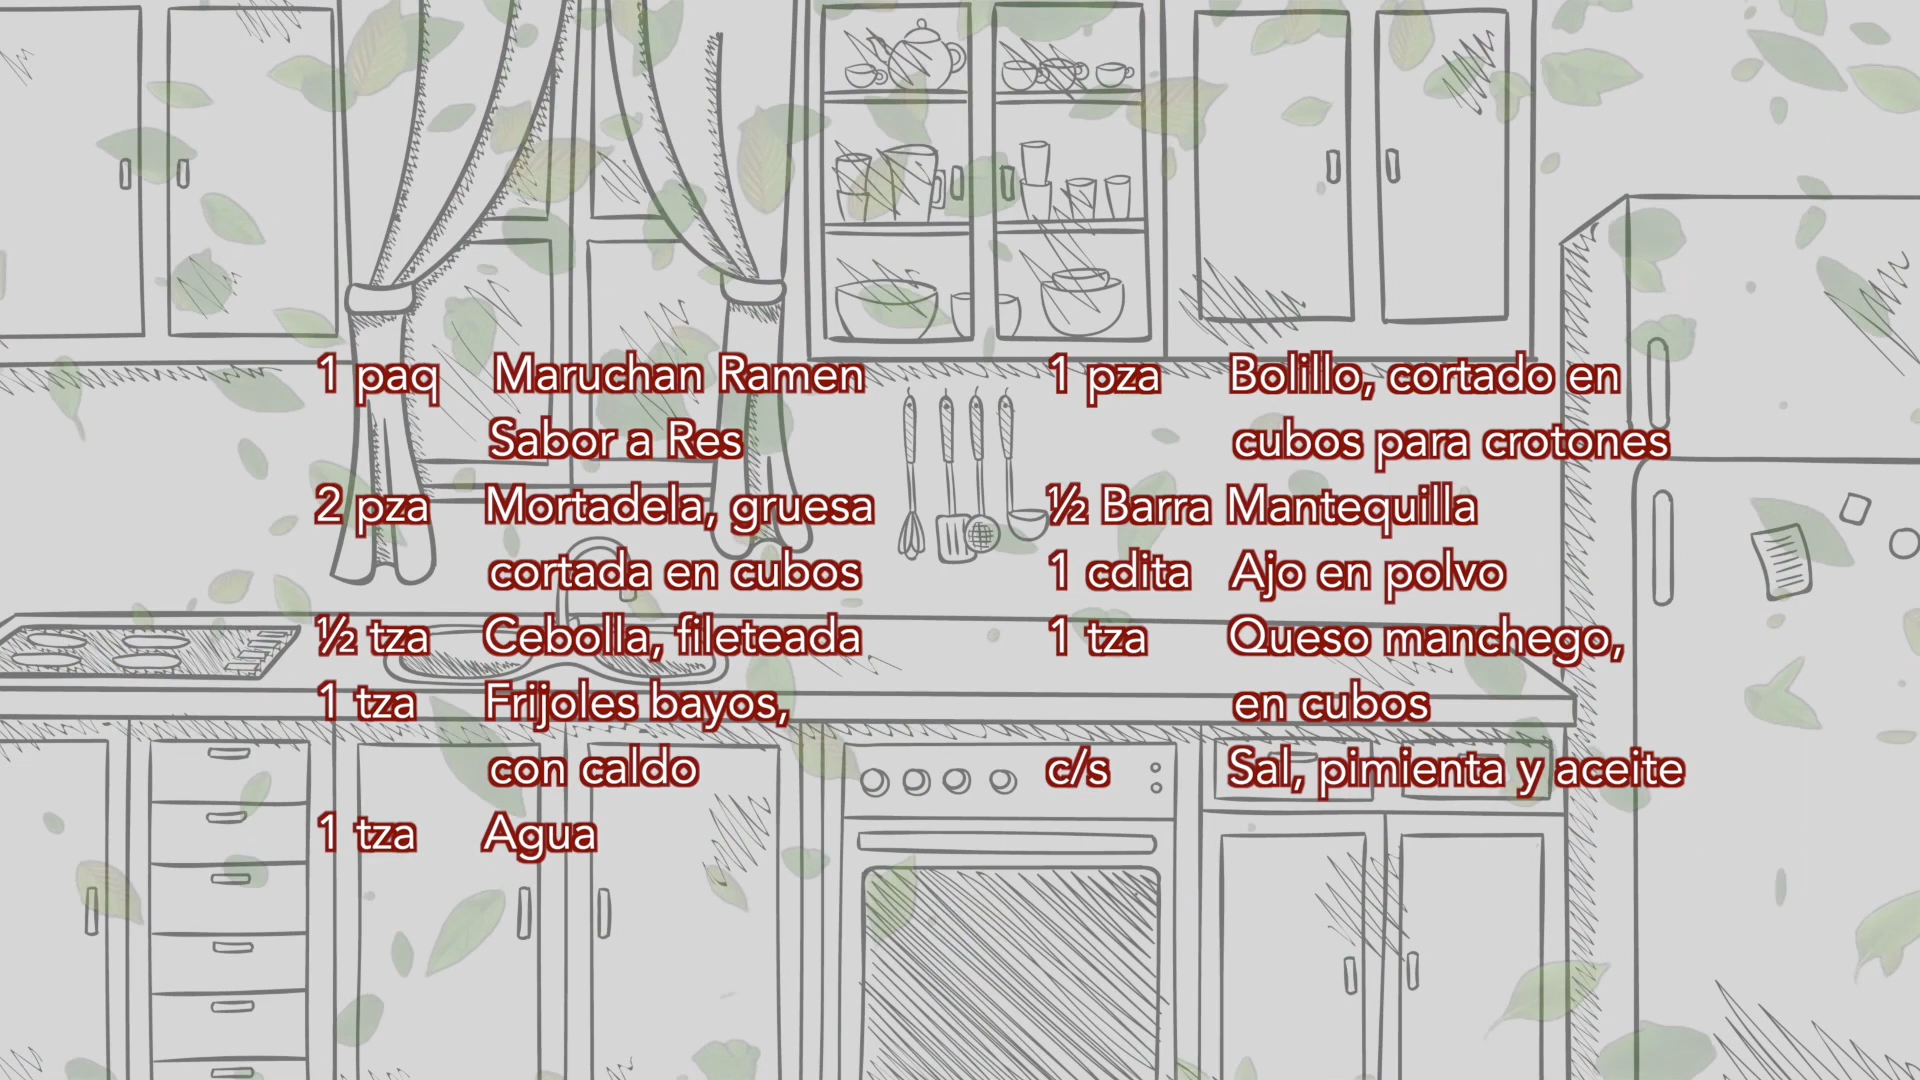 1 paq Maruchan Ramen
Sabor a Res
2 pza Mortadela, gruesa
cortada en cubos
½ tza Cebolla, fileteada
1 tza Frijoles bayos,
con caldo
1 tza Agua
1 pza Bolillo, cortado en
cubos para crotones
½ Barra Mantequilla
1 cdita Ajo en polvo
1 tza Queso manchego,
en cubos
c/s Sal, pimienta y aceite